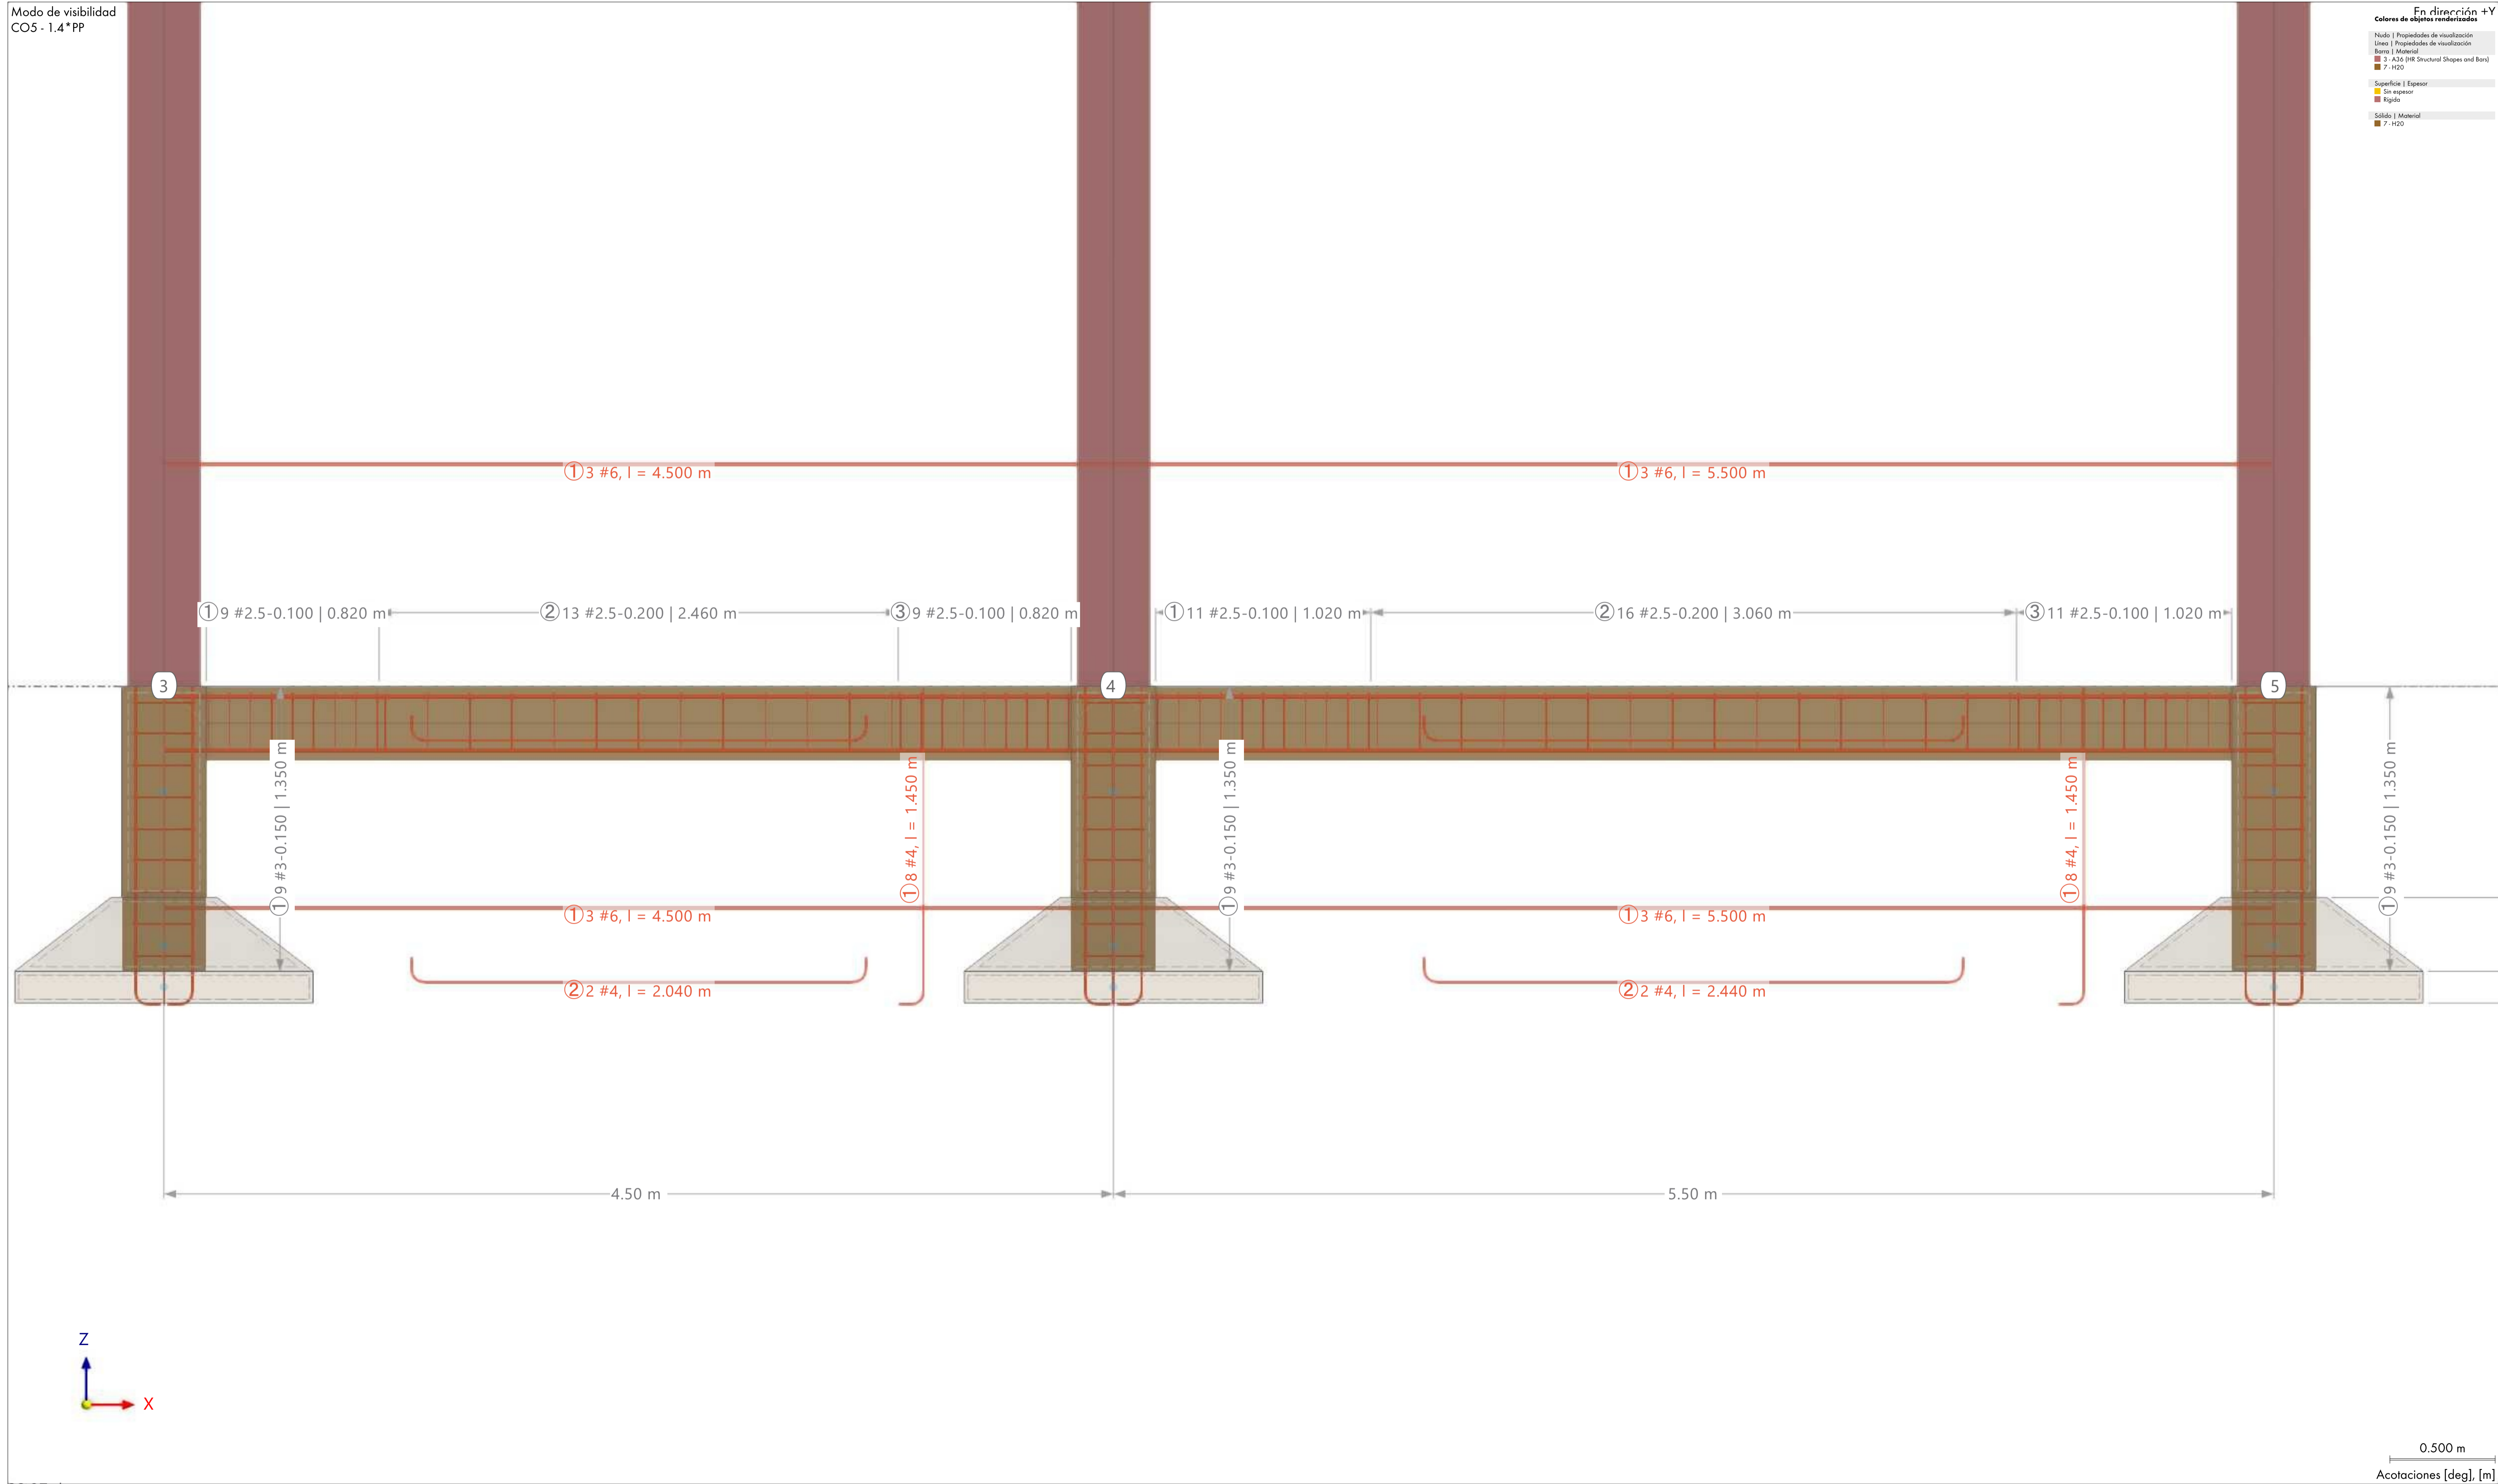 Modo de visibilidad
CO5 - 1.4*PP
En dirección +Y
Colores de objetos renderizados
Nudo | Propiedades de visualización
Línea | Propiedades de visualización
Barra | Material
3 - A36 (HR Structural Shapes and Bars)
7 - H20
Superficie | Espesor
Sin espesor
Rígida
Sólido | Material
7 - H20
①3 #6, l = 4.500 m
①3 #6, l = 5.500 m
①9 #2.5-0.100 | 0.820 m
②13 #2.5-0.200 | 2.460 m
③9 #2.5-0.100 | 0.820 m
①11 #2.5-0.100 | 1.020 m
②16 #2.5-0.200 | 3.060 m
③11 #2.5-0.100 | 1.020 m
3
4
5
①9 #3-0.150 | 1.350 m
①8 #4, l = 1.450 m
①9 #3-0.150 | 1.350 m
①8 #4, l = 1.450 m
①9 #3-0.150 | 1.350 m
①3 #6, l = 4.500 m
①3 #6, l = 5.500 m
②2 #4, l = 2.040 m
②2 #4, l = 2.440 m
4.50 m
5.50 m
Z
X
0.500 m
Acotaciones [deg], [m]